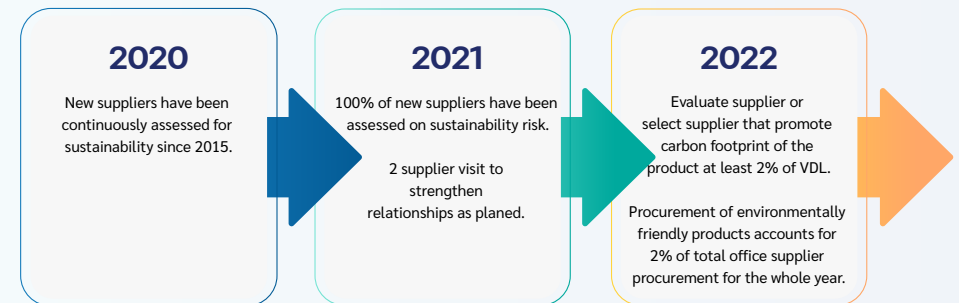 2020
New suppliers have been
continuously assessed for
sustainability since 2015.
2021
100% of new suppliers have been
assessed on sustainability risk.
2 supplier visit to
strengthen
relationships as planed.
2022
Evaluate supplier or
select supplier that promote
carbon footprint of the
product at least 2% of VDL.
Procurement of environmentally
friendly products accounts for
2% of total office supplier
procurement for the whole year.